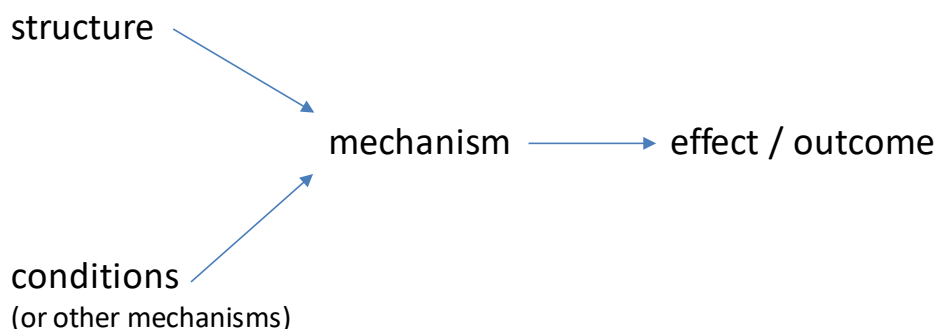 structure
mechanism
effect / outcome
conditions
(or other mechanisms)